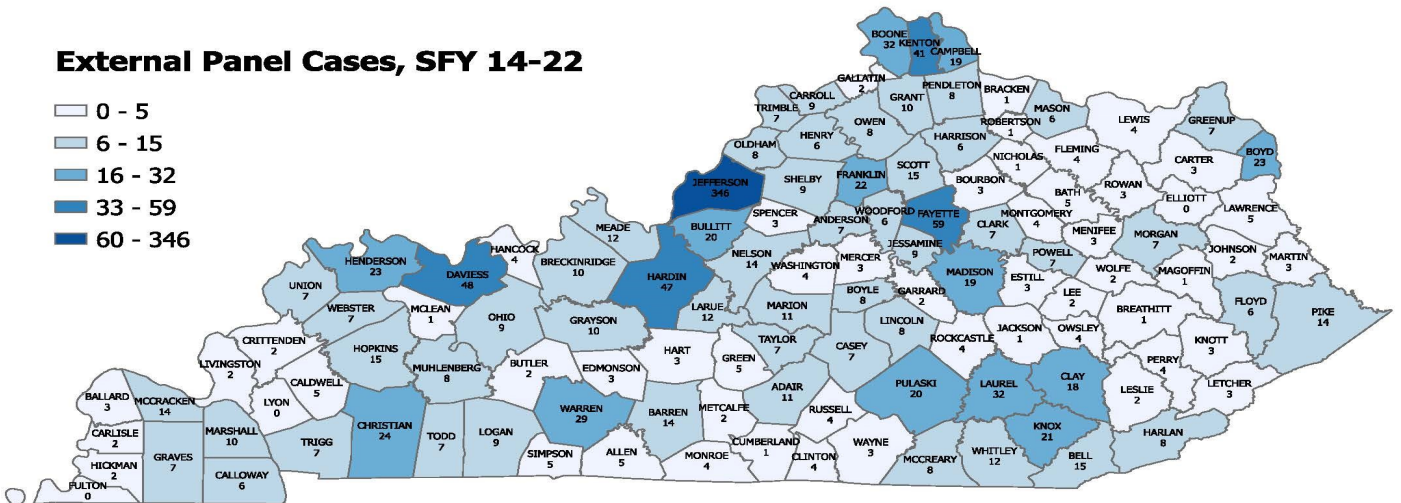 External Panel Cases, SFY 14-22
0 - 5
6 - 15
16 - 32
33 - 59
60 - 346
BOONE
32
KENTON
41
CAMPBELL
19
GALLATIN
2
PENDLETON
8
BRACKEN
1
CARROLL
9
GRANT
10
MASON
6
TRIMBLE
7
OWEN
8
ROBERTSON
1
LEWIS
4
GREENUP
7
HENRY
6
HARRISON
6
OLDHAM
8
FLEMING
4
BOYD
23
NICHOLAS
1
CARTER
3
SCOTT
15
JEFFERSON
346
SHELBY
9
FRANKLIN
22
BOURBON
3
BATH
5
ROWAN
3
ELLIOTT
0
LAWRENCE
5
SPENCER
3
ANDERSON
7
WOODFORD
6
FAYETTE
59
MONTGOMERY
4
CLARK
7
MENIFEE
3
MORGAN
7
BULLITT
20
MEADE
12
HANCOCK
4
JESSAMINE
9
JOHNSON
2
MARTIN
3
NELSON
14
MERCER
3
POWELL
7
BRECKINRIDGE
10
HENDERSON
23
DAVIESS
48
HARDIN
47
WASHINGTON
4
MADISON
19
ESTILL
3
WOLFE
2
MAGOFFIN
1
UNION
7
BOYLE
8
GARRARD
2
LEE
2
FLOYD
6
WEBSTER
7
MCLEAN
1
OHIO
9
GRAYSON
10
LARUE
12
MARION
11
LINCOLN
8
BREATHITT
1
PIKE
14
JACKSON
1
OWSLEY
4
ROCKCASTLE
4
TAYLOR
7
CASEY
7
KNOTT
3
CRITTENDEN
2
HOPKINS
15
HART
3
GREEN
5
PERRY
4
LIVINGSTON
2
MUHLENBERG
8
BUTLER
2
EDMONSON
3
CALDWELL
5
ADAIR
11
PULASKI
20
LAUREL
32
CLAY
18
LESLIE
2
LETCHER
3
BALLARD
3
MCCRACKEN
14
LYON
0
WARREN
29
BARREN
14
METCALFE
2
RUSSELL
4
CHRISTIAN
24
KNOX
21
CARLISLE
2
MARSHALL
10
TRIGG
7
TODD
7
LOGAN
9
CUMBERLAND
1
WAYNE
3
HARLAN
8
GRAVES
7
SIMPSON
5
ALLEN
5
MONROE
4
CLINTON
4
MCCREARY
8
WHITLEY
12
BELL
15
HICKMAN
2
CALLOWAY
6
FULTON
0